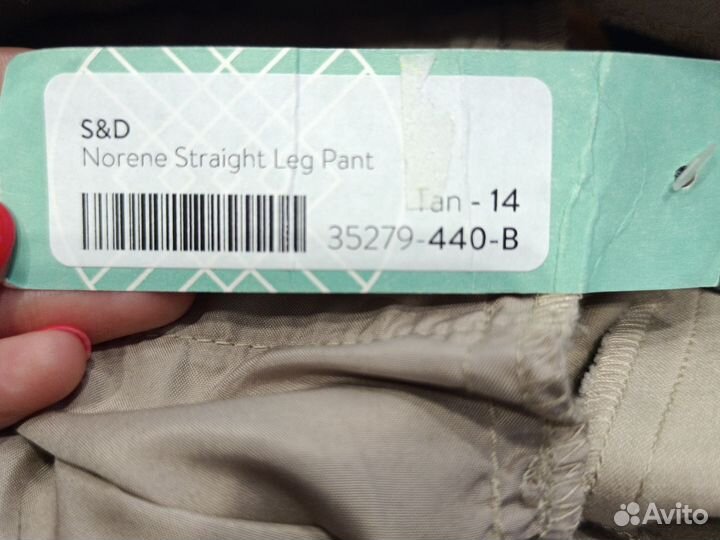 S&D
Norene Straight Leg Pant
Tan - 14
35279-440-B
Avito